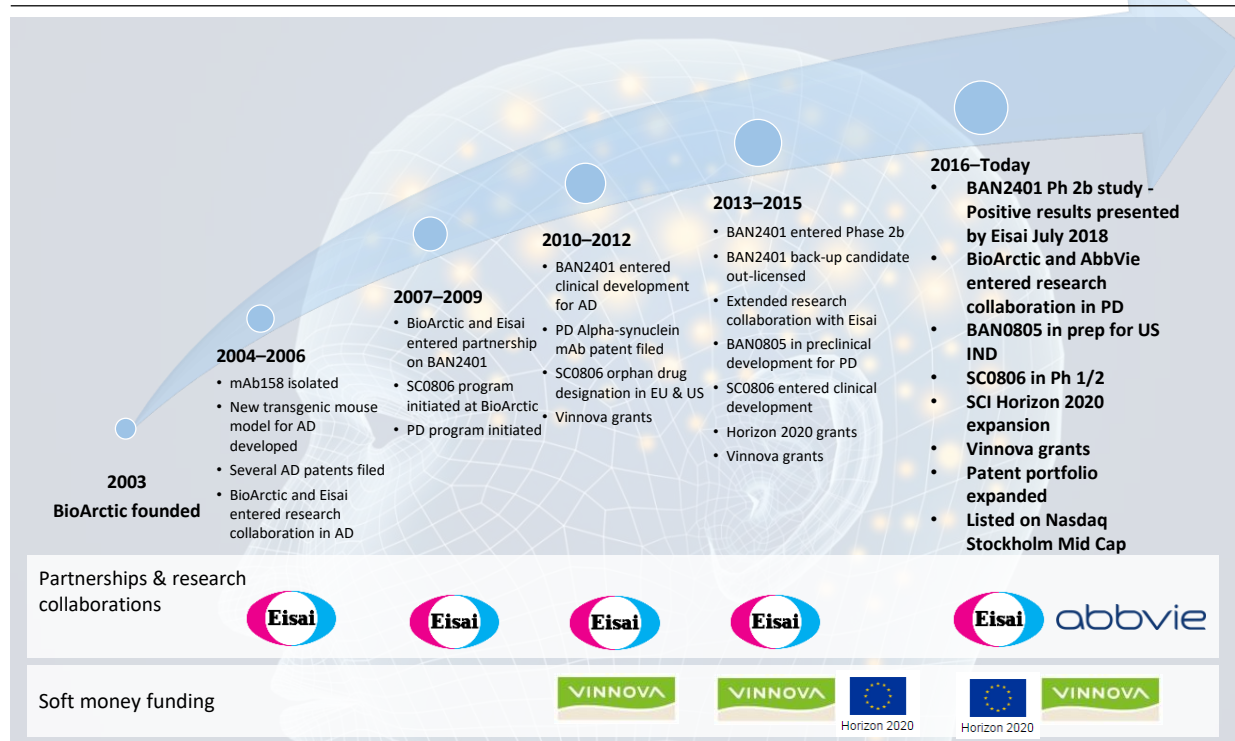 2003
BioArctic founded
2004–2006
• mAb158 isolated
• New transgenic mouse
model for AD
developed
• Several AD patents filed
• BioArctic and Eisai
entered research
collaboration in AD
2007–2009
• BioArctic and Eisai
entered partnership
on BAN2401
• SC0806 program
initiated at BioArctic
• PD program initiated
2010–2012
• BAN2401 entered
clinical development
for AD
• PD Alpha-synuclein
mAb patent filed
• SC0806 orphan drug
designation in EU & US
• Vinnova grants
2013–2015
• BAN2401 entered Phase 2b
• BAN2401 back-up candidate
out-licensed
• Extended research
collaboration with Eisai
• BAN0805 in preclinical
development for PD
• SC0806 entered clinical
development
• Horizon 2020 grants
• Vinnova grants
2016–Today
• BAN2401 Ph 2b study -
Positive results presented
by Eisai July 2018
• BioArctic and AbbVie
entered research
collaboration in PD
• BAN0805 in prep for US
IND
• SC0806 in Ph 1/2
• SCI Horizon 2020
expansion
• Vinnova grants
• Patent portfolio
expanded
• Listed on Nasdaq
Stockholm Mid Cap
Partnerships & research
collaborations
Eisai
Eisai
Eisai
Eisai
Eisai
abbvie
Soft money funding
VINNOVA
VINNOVA
Horizon 2020
Horizon 2020
VINNOVA